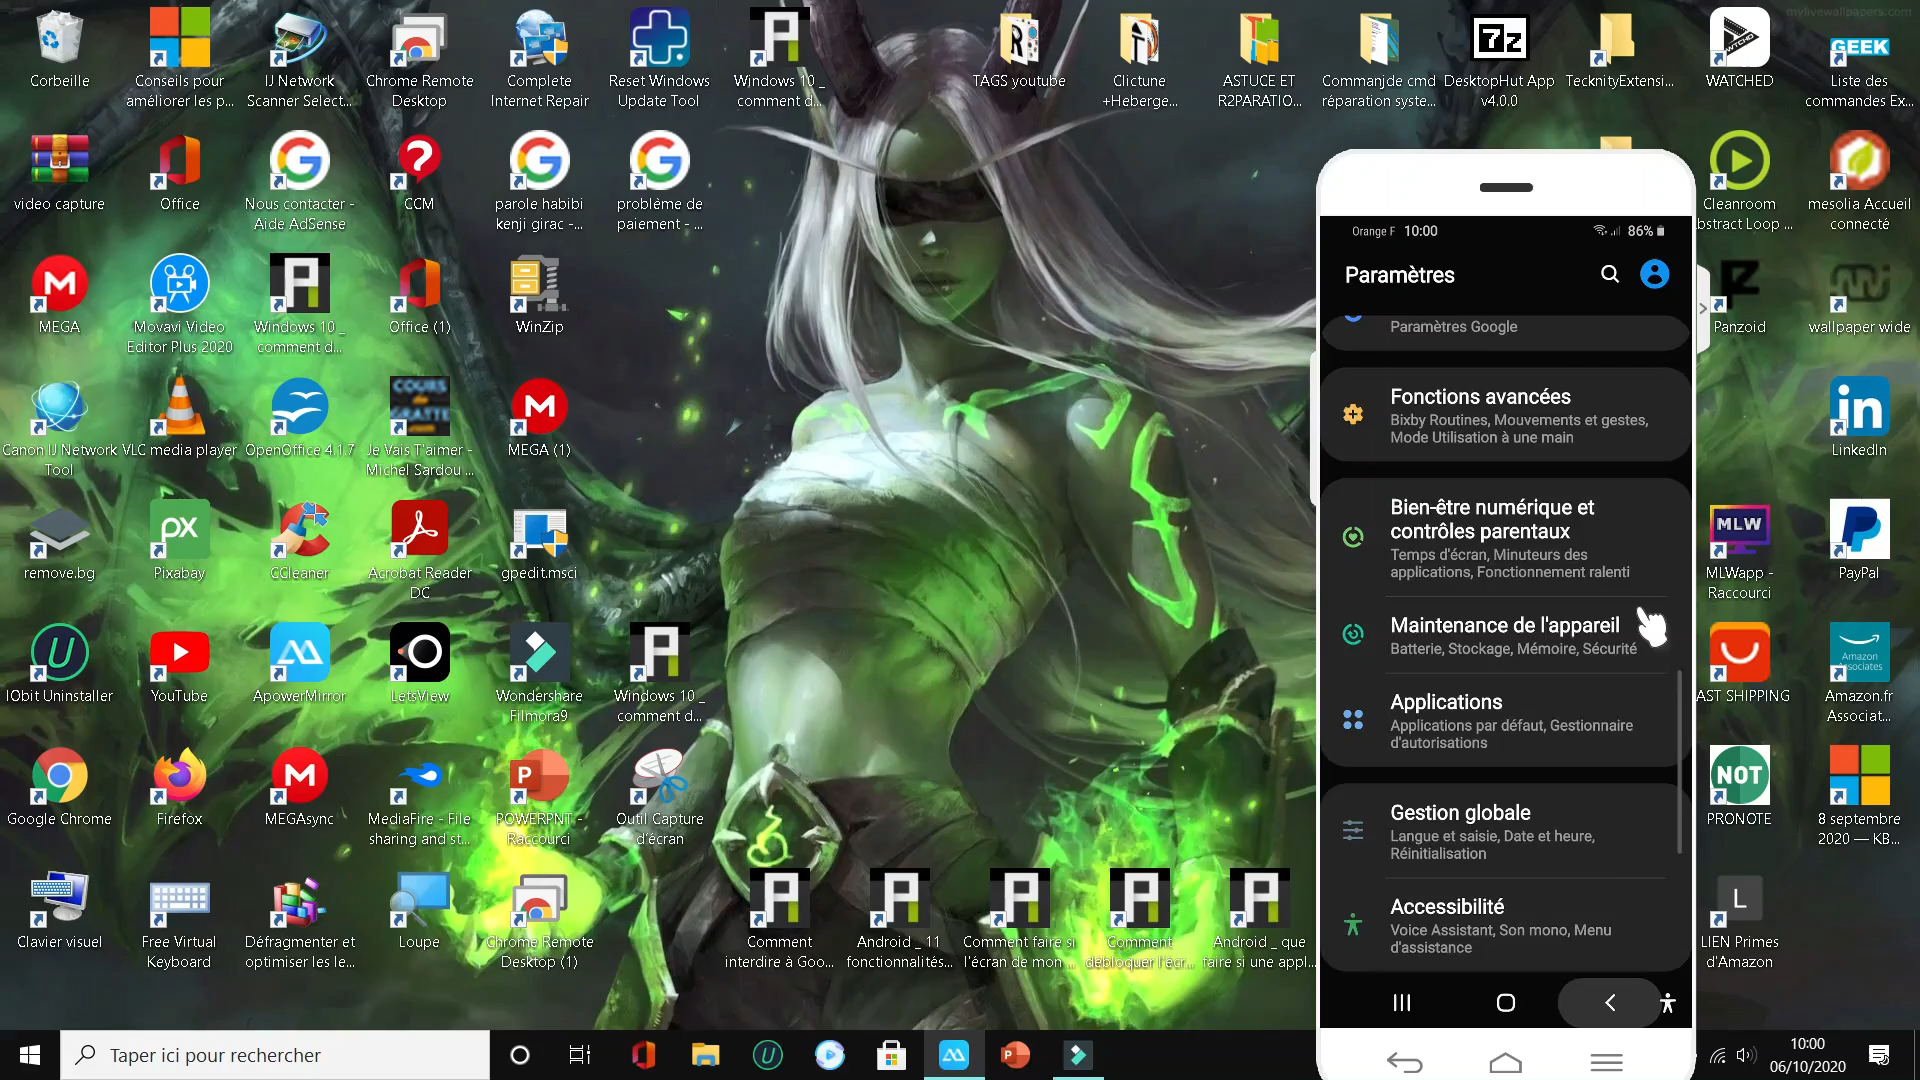 mylivewallpapers.com
Corbeille
Conseils pour
améliorer les p...
IJ Network
Scanner Select...
Chrome Remote
Desktop
Complete
Internet Repair
Reset Windows
Update Tool
Windows 10 _
comment d...
TAGS youtube
Clictune
+Heberge...
ASTUCE ET
R2PARATIO...
Commanjde cmd
réparation syste...
7z
DesktopHut App
v4.0.0
TecknityExtensi...
WATCHED
GEEK
Liste des
commandes Ex...
video capture
Office
Nous contacter -
Aide AdSense
CCM
parole habibi
kenji girac -...
probléme de
paiement - ...
Cleanroom
bstract Loop ...
mesolia Accueil
connecté
MEGA
Movavi Video
Editor Plus 2020
Windows 10 _
comment d...
Office (1)
WinZip
Panzoid
wallpaper wide
Canon IJ Network
Tool
VLC media player
OpenOffice 4.1.7
COURS
GRATTE
Je Vais T'aimer -
Michel Sardou ...
MEGA (1)
in
LinkedIn
remove.bg
px
Pixabay
CCleaner
Acrobat Reader
DC
gpedit.msci
MLW
MLWapp -
Raccourci
PayPal
IObit Uninstaller
YouTube
ApowerMirror
LetsView
Wondershare
Filmora9
Windows 10 _
comment d...
AST SHIPPING
Amazon
Associates
Amazon.fr
Associat...
Google Chrome
Firefox
MEGAsync
MediaFire - File
sharing and st...
POWERPNT -
Raccourci
Outil Capture
d'écran
NOT
PRONOTE
8 septembre
2020 — KB...
Clavier visuel
Free Virtual
Keyboard
Défragmenter et
optimiser les le...
Loupe
Chrome Remote
Desktop (1)
Comment
interdire à Goo...
Android _ 11
fonctionnalités...
Comment faire si
l'écran de mon ...
Comment
débloquer l'écr...
Android _ que
faire si une appl...
L
LIEN Primes
d'Amazon
Orange F 10:00
86%
Paramètres
Paramètres Google
Fonctions avancées
Bixby Routines, Mouvements et gestes,
Mode Utilisation à une main
Bien-être numérique et
contrôles parentaux
Temps d'écran, Minuteurs des
applications, Fonctionnement ralenti
Maintenance de l'appareil
Batterie, Stockage, Mémoire, Sécurité
Applications
Applications par défaut, Gestionnaire
d'autorisations
Gestion globale
Langue et saisie, Date et heure,
Réinitialisation
Accessibilité
Voice Assistant, Son mono, Menu
d'assistance
Taper ici pour rechercher
10:00
06/10/2020